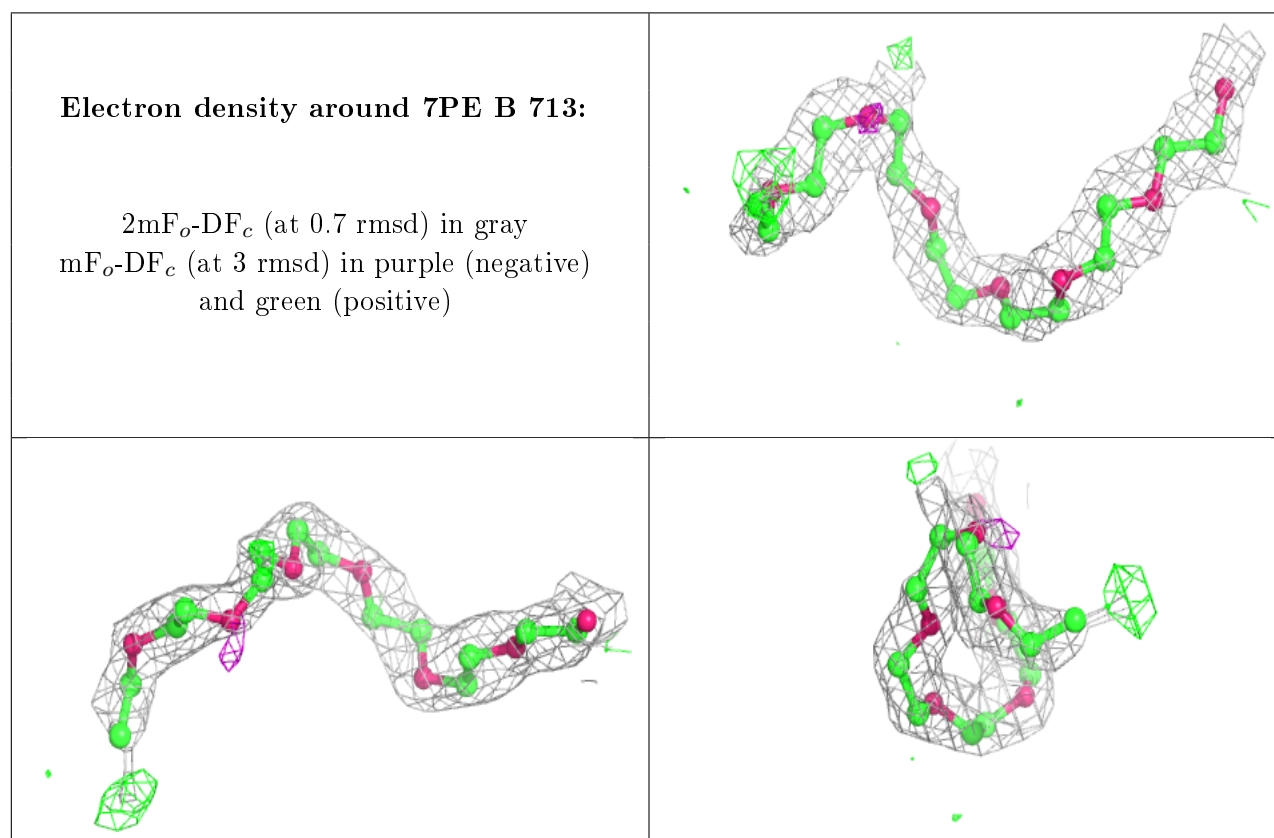 Electron density around 7PE B 713:
2mFo-DFc (at 0.7 rmsd) in gray
mFo-DFc (at 3 rmsd) in purple (negative)
and green (positive)